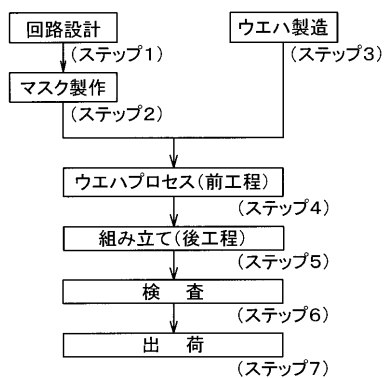 回路設計
(ステップ1)
ウエハ製造
(ステップ3)
マスク製作
(ステップ2)
ウエハプロセス(前工程)
(ステップ4)
組み立て(後工程)
(ステップ5)
検 査
(ステップ6)
出 荷
(ステップ7)